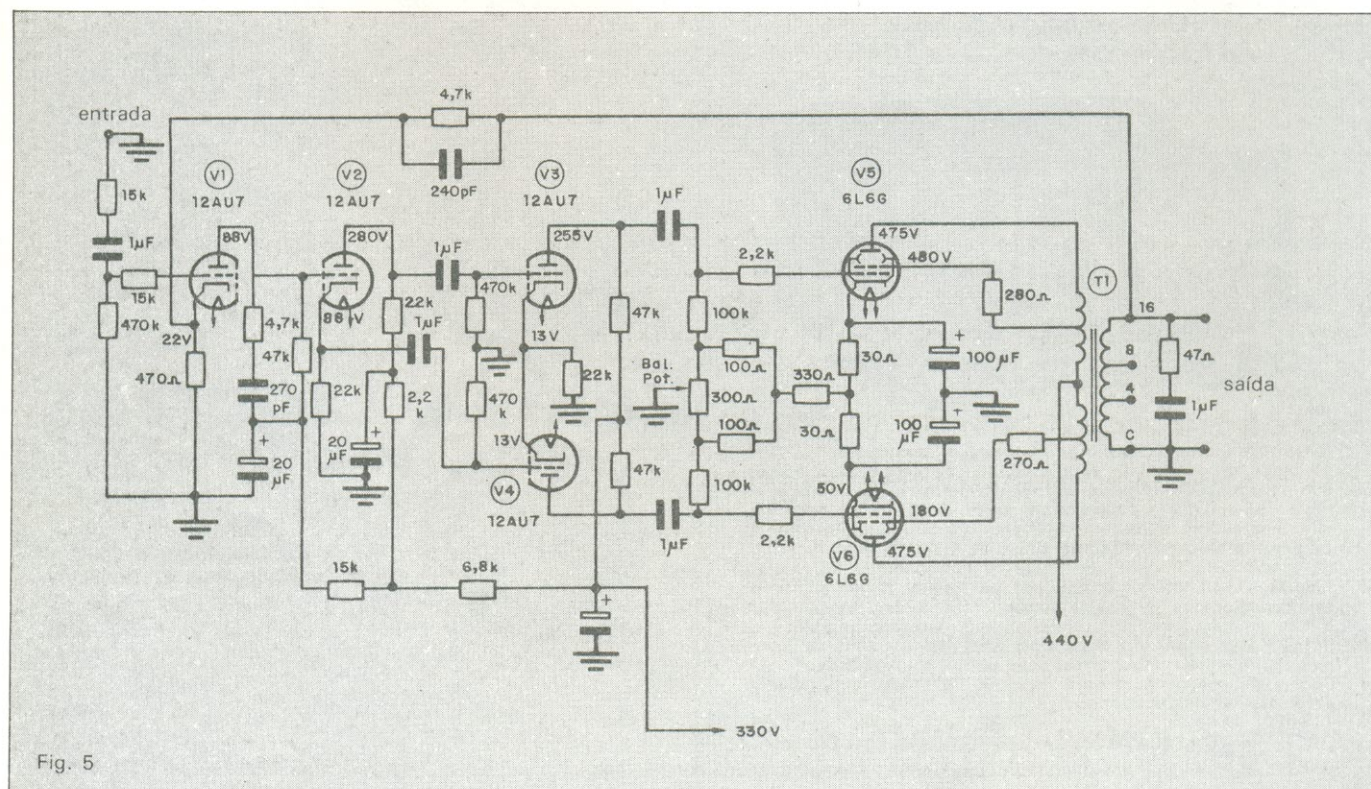 entrada
15k
1µF
15k
470k
V1
12AU7
88V
22V
470Ω
4,7k
270
pF
20
µF
47k
V2
12AU7
280V
86V
22k
22k
1µF
1µF
20
µF
2,2
k
4,7k
240pF
470k
470
k
V3
12AU7
255V
13V
22k
13V
V4
12AU7
47k
47k
1µF
1µF
15k
6,8k
330V
Bal.
Pot.
100k
300Ω
100k
100Ω
100Ω
330Ω
2,2k
2,2k
V5
6L6G
475V
480V
280Ω
30Ω
30Ω
100µF
100
µF
270Ω
50V
180V
V6
475V
6L6G
T1
440V
16
8
4
C
47Ω
1µF
saída
Fig. 5